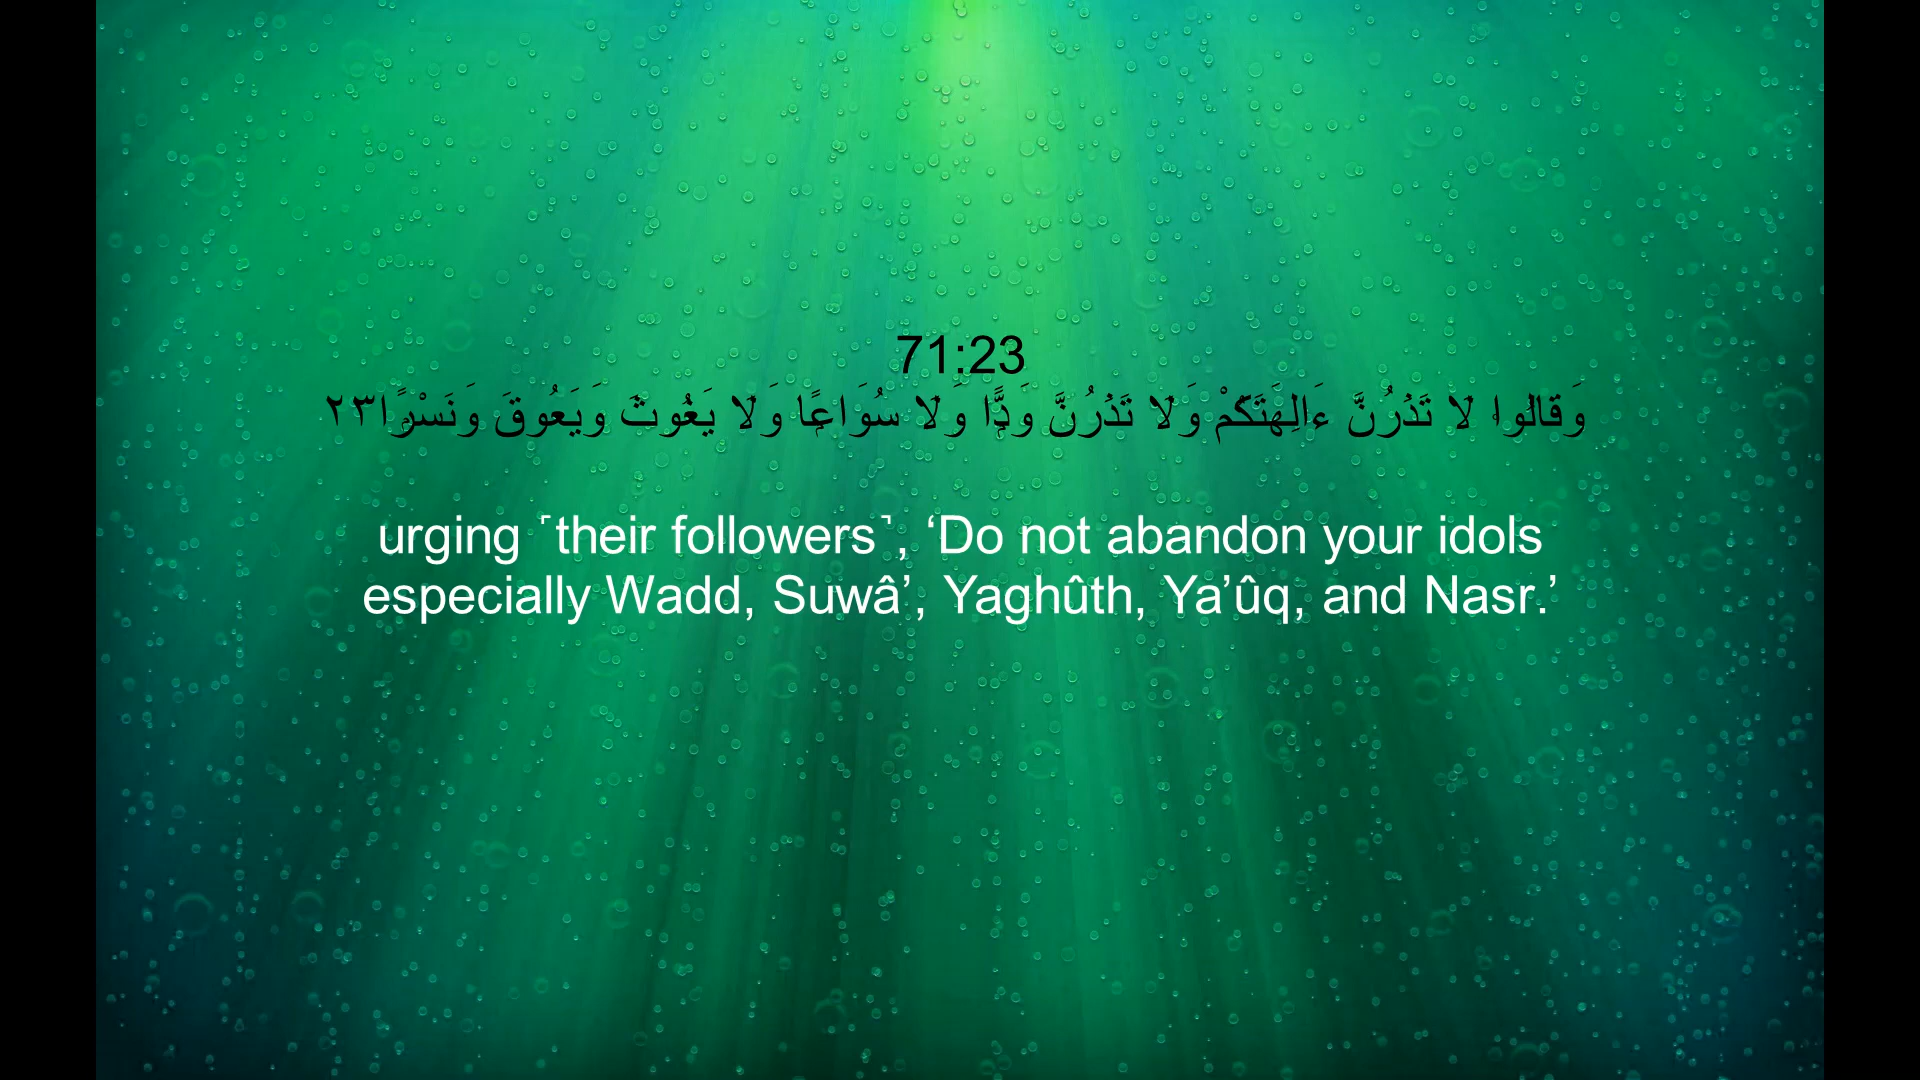 71:23
وَقَالُوا۟ لَا تَذَرُنَّ ءَالِهَتَكُمْ وَلَا تَذَرُنَّ وَدًّۭا وَلَا سُوَاعًۭا وَلَا يَغُوثَ وَيَعُوقَ وَنَسْرًۭا٢٣
urging ˹their followers˺, ‘Do not abandon your idols
especially Wadd, Suwâ’, Yaghûth, Ya’ûq, and Nasr.’